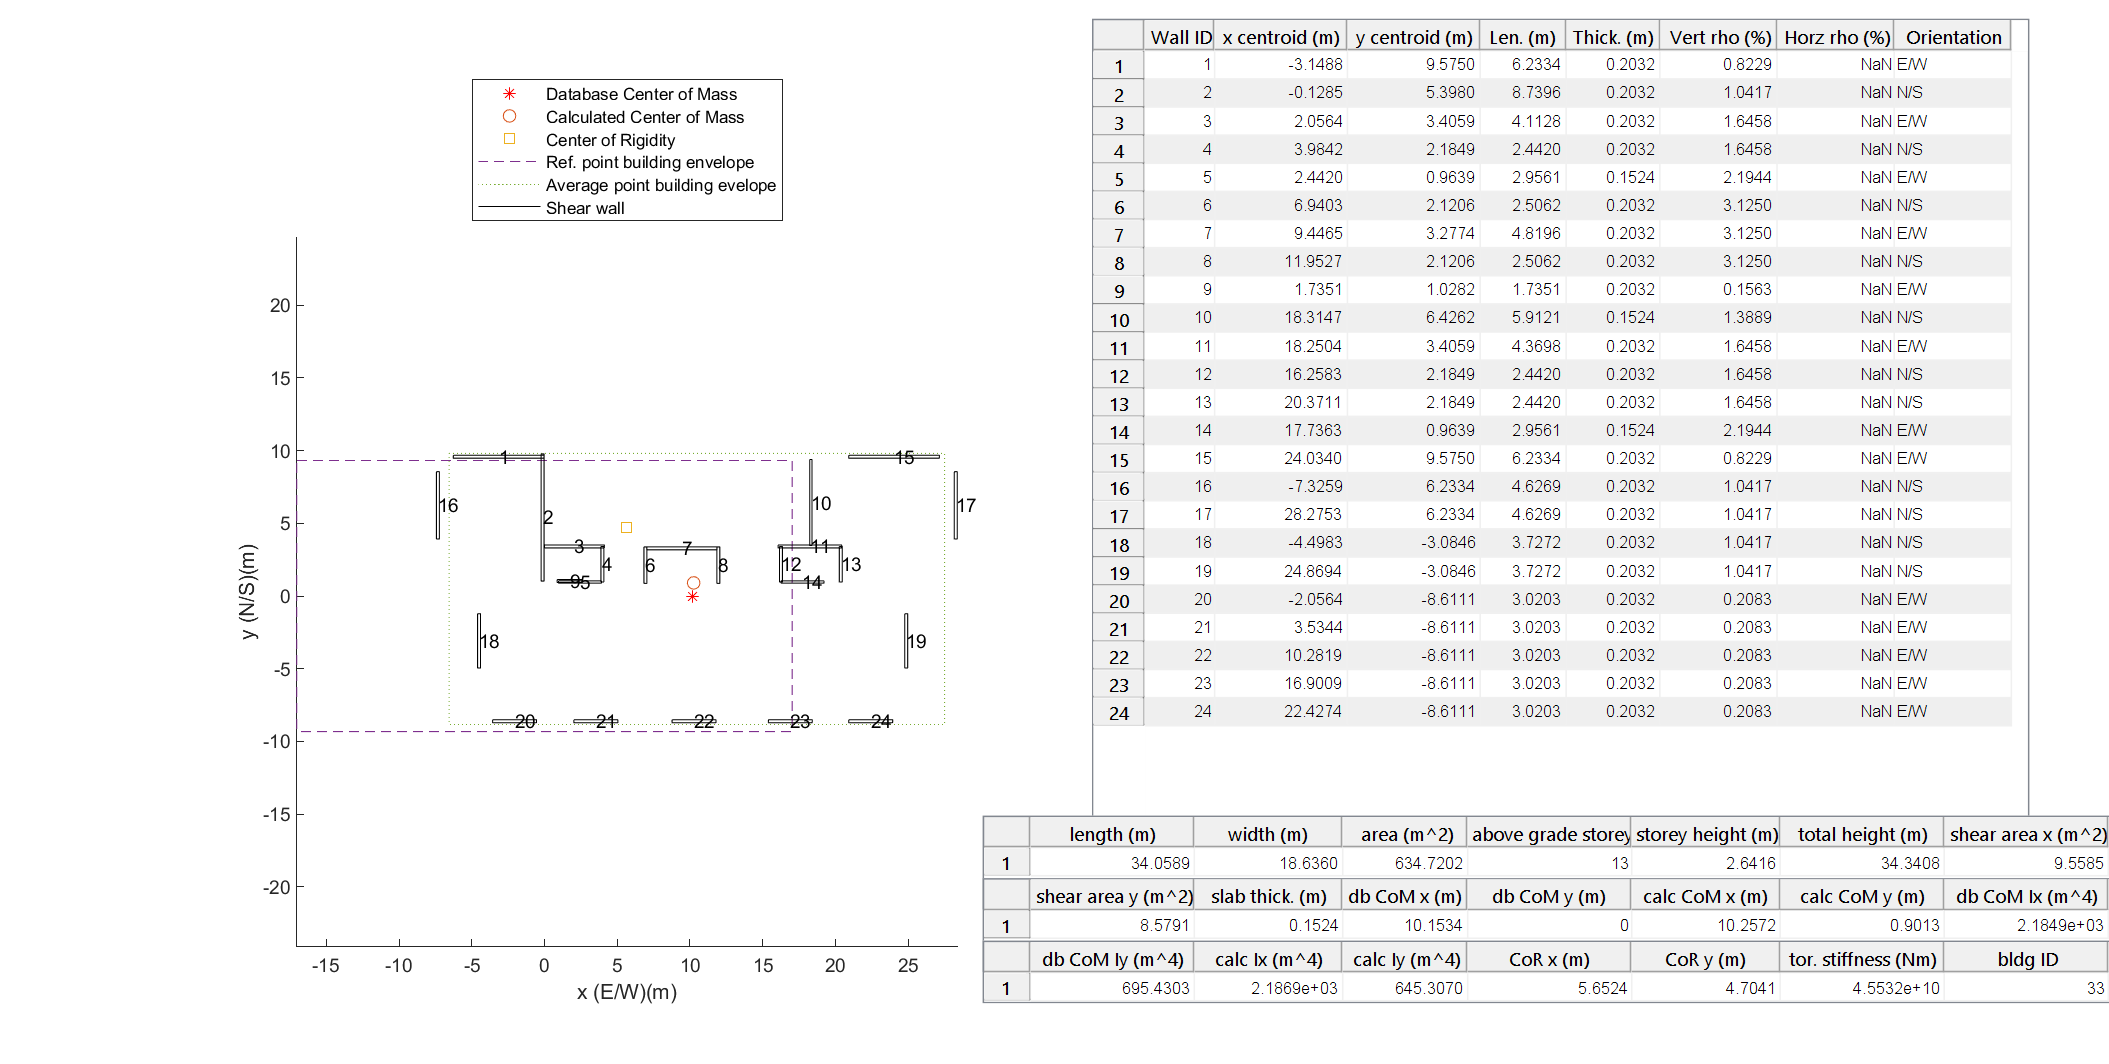 Database Center of Mass
Calculated Center of Mass
Center of Rigidity
Ref. point building envelope
Average point building evelope
Shear wall
20
15
10
5
0
-5
-10
-15
-20
y (N/S)(m)
-15 -10 -5 0 5 10 15 20 25
x (E/W)(m)
1
15
16
2
10
17
3
7
11
4
6
8
12
13
9
5
14
18
19
20
21
22
23
24
Wall ID x centroid (m) y centroid (m) Len. (m) Thick. (m) Vert rho (%) Horz rho (%) Orientation
1 1 -3.1488 9.5750 6.2334 0.2032 0.8229 NaN E/W
2 2 -0.1285 5.3980 8.7396 0.2032 1.0417 NaN N/S
3 3 2.0564 3.4059 4.1128 0.2032 1.6458 NaN E/W
4 4 3.9842 2.1849 2.4420 0.2032 1.6458 NaN N/S
5 5 2.4420 0.9639 2.9561 0.1524 2.1944 NaN E/W
6 6 6.9403 2.1206 2.5062 0.2032 3.1250 NaN N/S
7 7 9.4465 3.2774 4.8196 0.2032 3.1250 NaN E/W
8 8 11.9527 2.1206 2.5062 0.2032 3.1250 NaN N/S
9 9 1.7351 1.0282 1.7351 0.2032 0.1563 NaN E/W
10 10 18.3147 6.4262 5.9121 0.1524 1.3889 NaN N/S
11 11 18.2504 3.4059 4.3698 0.2032 1.6458 NaN E/W
12 12 16.2583 2.1849 2.4420 0.2032 1.6458 NaN N/S
13 13 20.3711 2.1849 2.4420 0.2032 1.6458 NaN N/S
14 14 17.7363 0.9639 2.9561 0.1524 2.1944 NaN E/W
15 15 24.0340 9.5750 6.2334 0.2032 0.8229 NaN E/W
16 16 -7.3259 6.2334 4.6269 0.2032 1.0417 NaN N/S
17 17 28.2753 6.2334 4.6269 0.2032 1.0417 NaN N/S
18 18 -4.4983 -3.0846 3.7272 0.2032 1.0417 NaN N/S
19 19 24.8694 -3.0846 3.7272 0.2032 1.0417 NaN N/S
20 20 -2.0564 -8.6111 3.0203 0.2032 0.2083 NaN E/W
21 21 3.5344 -8.6111 3.0203 0.2032 0.2083 NaN E/W
22 22 10.2819 -8.6111 3.0203 0.2032 0.2083 NaN E/W
23 23 16.9009 -8.6111 3.0203 0.2032 0.2083 NaN E/W
24 24 22.4274 -8.6111 3.0203 0.2032 0.2083 NaN E/W
length (m) width (m) area (m^2) above grade storey storey height (m) total height (m) shear area x (m^2)
1 34.0589 18.6360 634.7202 13 2.6416 34.3408 9.5585
shear area y (m^2) slab thick. (m) db CoM x (m) db CoM y (m) calc CoM x (m) calc CoM y (m) db CoM Ix (m^4)
1 8.5791 0.1524 10.1534 0 10.2572 0.9013 2.1849e+03
db CoM Iy (m^4) calc Ix (m^4) calc Iy (m^4) CoR x (m) CoR y (m) tor. stiffness (Nm) bldg ID
1 695.4303 2.1869e+03 645.3070 5.6524 4.7041 4.5532e+10 33